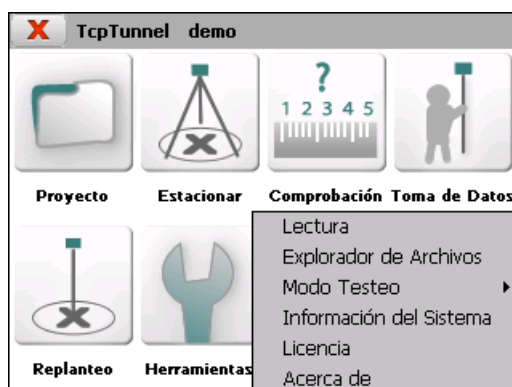 X TcpTunnel demo
?
1 2 3 4 5
Proyecto Estacionar Comprobación Toma de Datos
Lectura
Explorador de Archivos
Modo Testeo
Información del Sistema
Licencia
Acerca de
Replanteo Herramientas